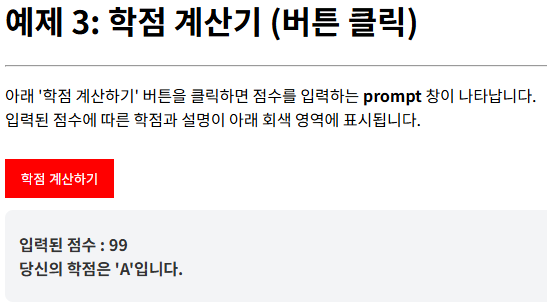 예제 3: 학점 계산기 (버튼 클릭)
아래 '학점 계산하기' 버튼을 클릭하면 점수를 입력하는 prompt 창이 나타납니다.
입력된 점수에 따른 학점과 설명이 아래 회색 영역에 표시됩니다.
학점 계산하기
입력된 점수 : 99
당신의 학점은 'A'입니다.